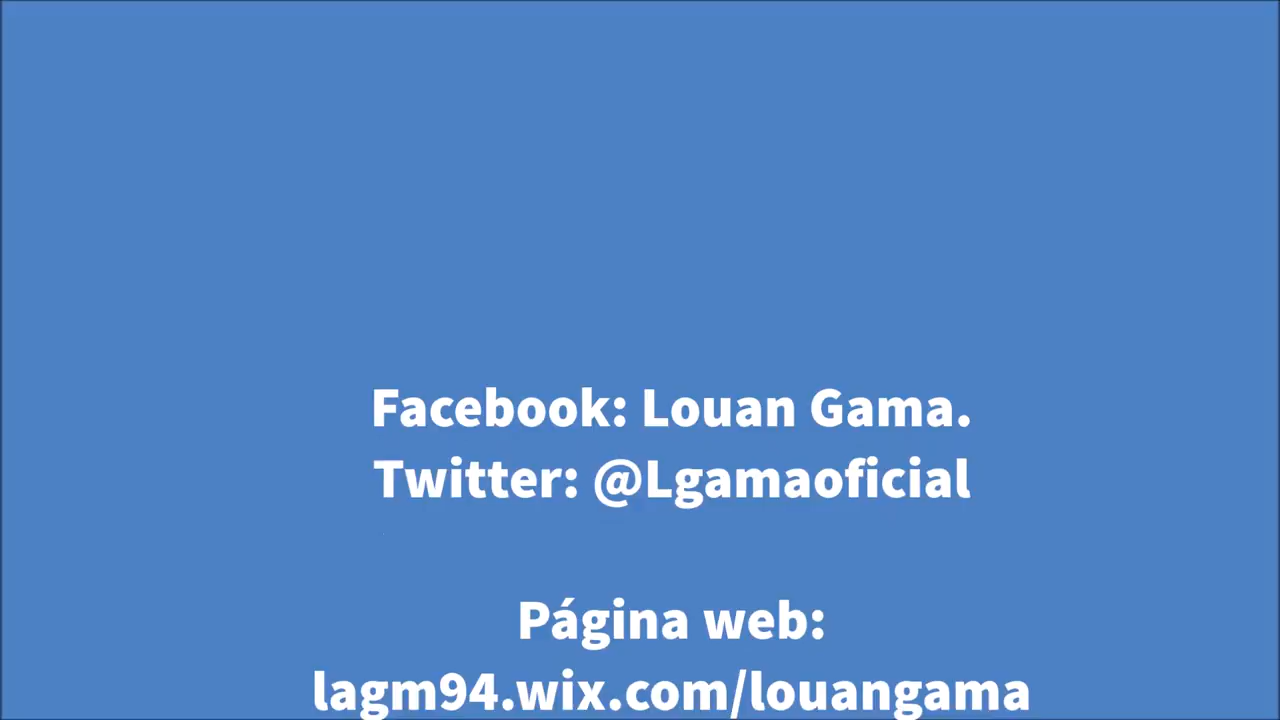 Facebook: Louan Gama.
Twitter: @Lgamaoficial
Página web:
lagm94.wix.com/louangama